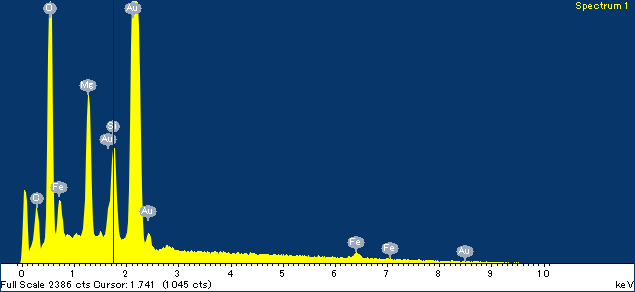 Spectrum 1
O
Au
Mg
Si
Au
Fe
C
Au
Fe
Fe
Au
0 1 2 3 4 5 6 7 8 9 10
Full Scale 2386 cts Cursor: 1.741 (1045 cts) keV